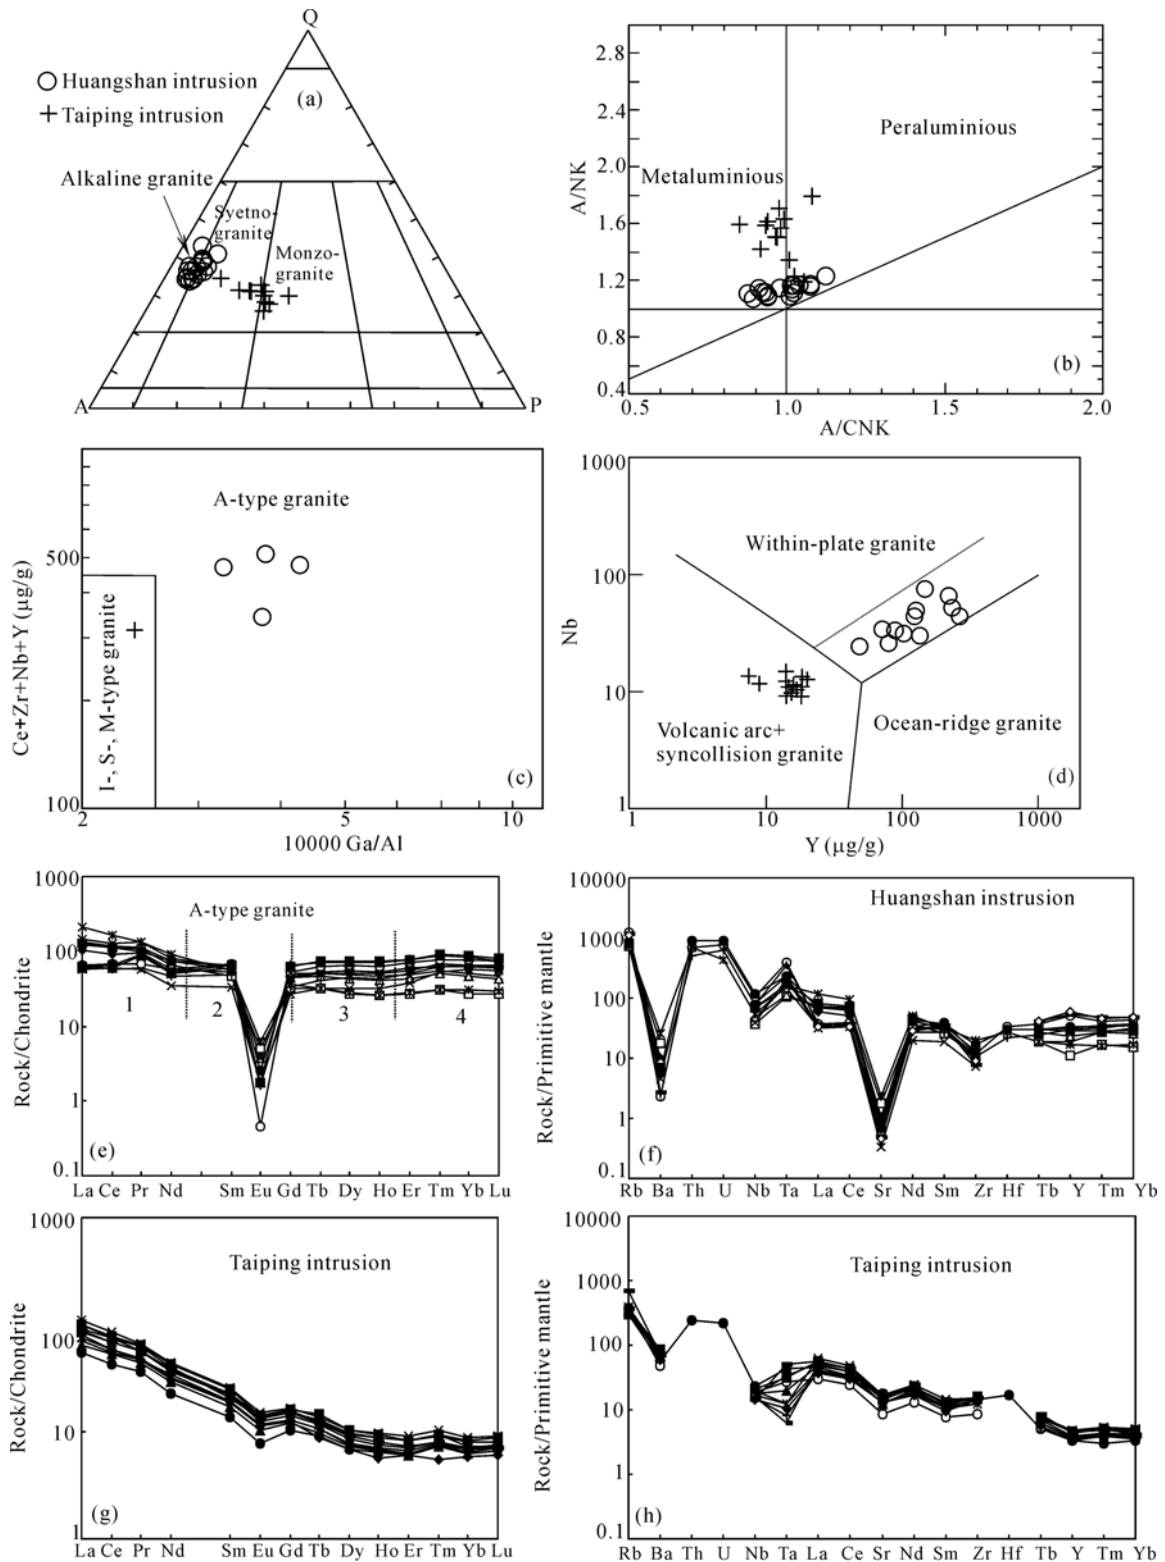 Q
Huangshan intrusion
Taiping intrusion
(a)
Alkaline granite
Syetno-
granite
Monzo-
granite
A
P
2.8
2.4
2.0
1.6
1.2
0.8
0.4
A/NK
Metaluminious
Peraluminious
(b)
0.5
1.0
1.5
2.0
A/CNK
Ce+Zr+Nb+Y (μg/g)
500
100
A-type granite
I-, S-, M-type granite
(c)
2
5
10
10000 Ga/Al
Nb
1000
100
10
1
Within-plate granite
Volcanic arc+
syncollision granite
Ocean-ridge granite
(d)
1
10
100
1000
Y (μg/g)
Rock/Chondrite
1000
100
10
1
0.1
A-type granite
1
2
3
4
(e)
La Ce Pr Nd Sm Eu Gd Tb Dy Ho Er Tm Yb Lu
Rock/Primitive mantle
10000
1000
100
10
1
0.1
Huangshan instrusion
(f)
Rb Ba Th U Nb Ta La Ce Sr Nd Sm Zr Hf Tb Y Tm Yb
Rock/Chondrite
1000
100
10
1
Taiping intrusion
(g)
La Ce Pr Nd Sm Eu Gd Tb Dy Ho Er Tm Yb Lu
Rock/Primitive mantle
10000
1000
100
10
1
0.1
Taiping intrusion
(h)
Rb Ba Th U Nb Ta La Ce Sr Nd Sm Zr Hf Tb Y Tm Yb